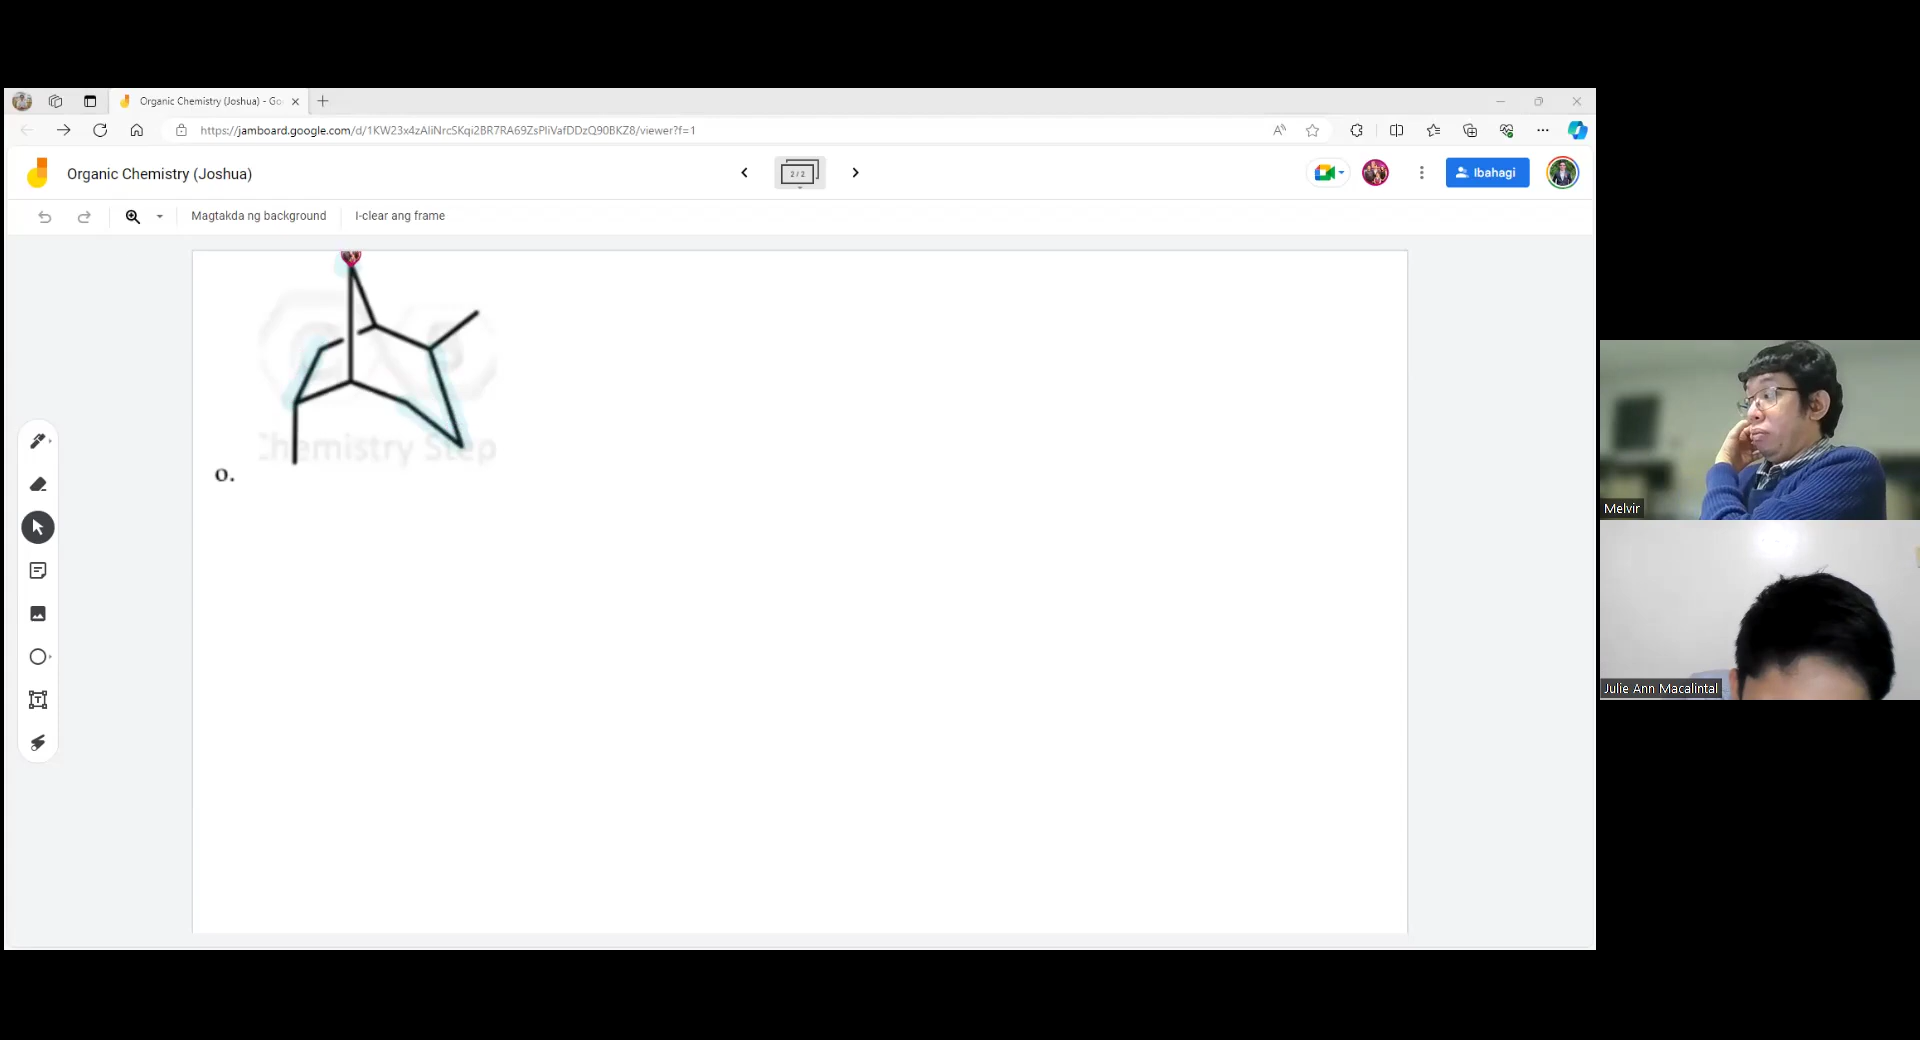 Organic Chemistry (Joshua) - Go
https://jamboard.google.com/d/1KW23x4zAliNrcSKqi2BR7RA69ZsPIiVafDDzQ90BKZ8/viewer?f=1
Organic Chemistry (Joshua)
2 / 2
Ibahagi
Magtakda ng background
I-clear ang frame
Chemistry Step
o.
Melvir
Julie Ann Macalintal